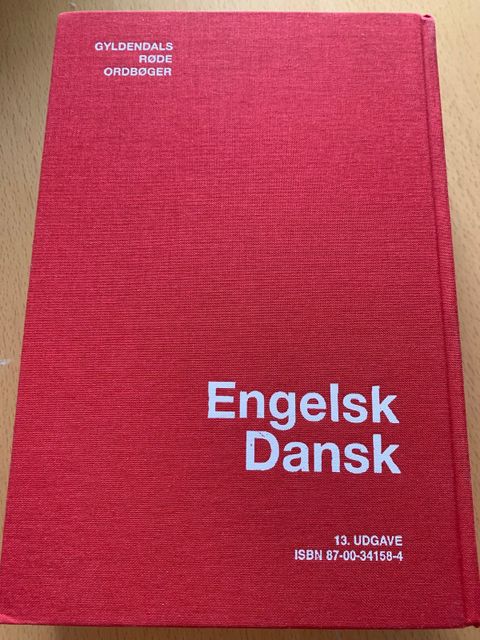 GYLDENDALS
RØDE
ORDBØGER
Engelsk
Dansk
13. UDGAVE
ISBN 87-00-34158-4